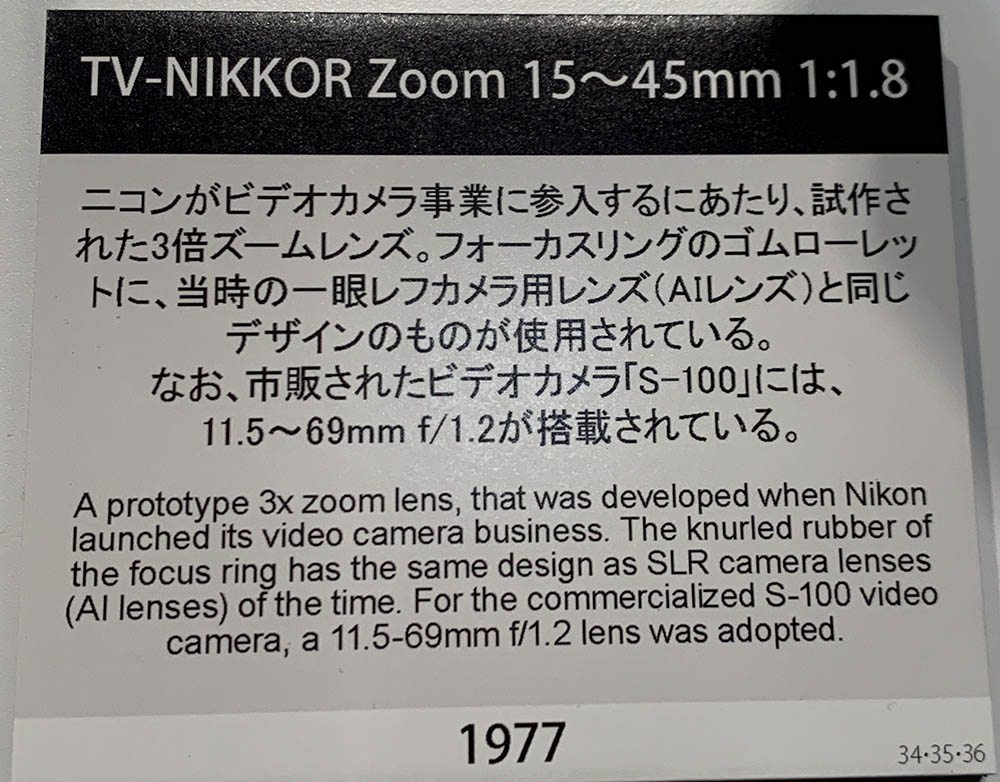 TV-NIKKOR Zoom 15～45mm 1:1.8
ニコンがビデオカメラ事業に参入するにあたり、試作さ
れた3倍ズームレンズ。フォーカスリングのゴムローレッ
トに、当時の一眼レフカメラ用レンズ（AIレンズ）と同じ
デザインのものが使用されている。
なお、市販されたビデオカメラ「S-100」には、
11.5～69mm f/1.2が搭載されている。
A prototype 3x zoom lens, that was developed when Nikon
launched its video camera business. The knurled rubber of
the focus ring has the same design as SLR camera lenses
(AI lenses) of the time. For the commercialized S-100 video
camera, a 11.5-69mm f/1.2 lens was adopted.
1977
34･35･36